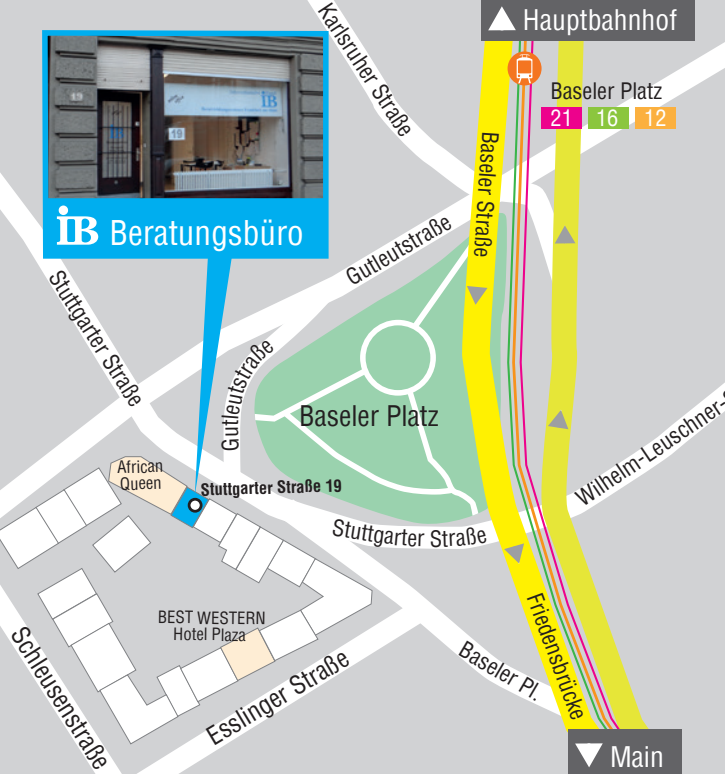 Hauptbahnhof
Karlsruher Straße
Baseler Platz
21 16 12
19
iB
19
iB Beratungsbüro
Baseler Straße
Gutleutstraße
Stuttgarter Straße
Gutleutstraße
Baseler Platz
Wilhelm-Leuschner-S
African
Queen
Stuttgarter Straße 19
Stuttgarter Straße
BEST WESTERN
Hotel Plaza
Friedensbrücke
Schleusenstraße
Esslinger Straße
Baseler Pl.
Main